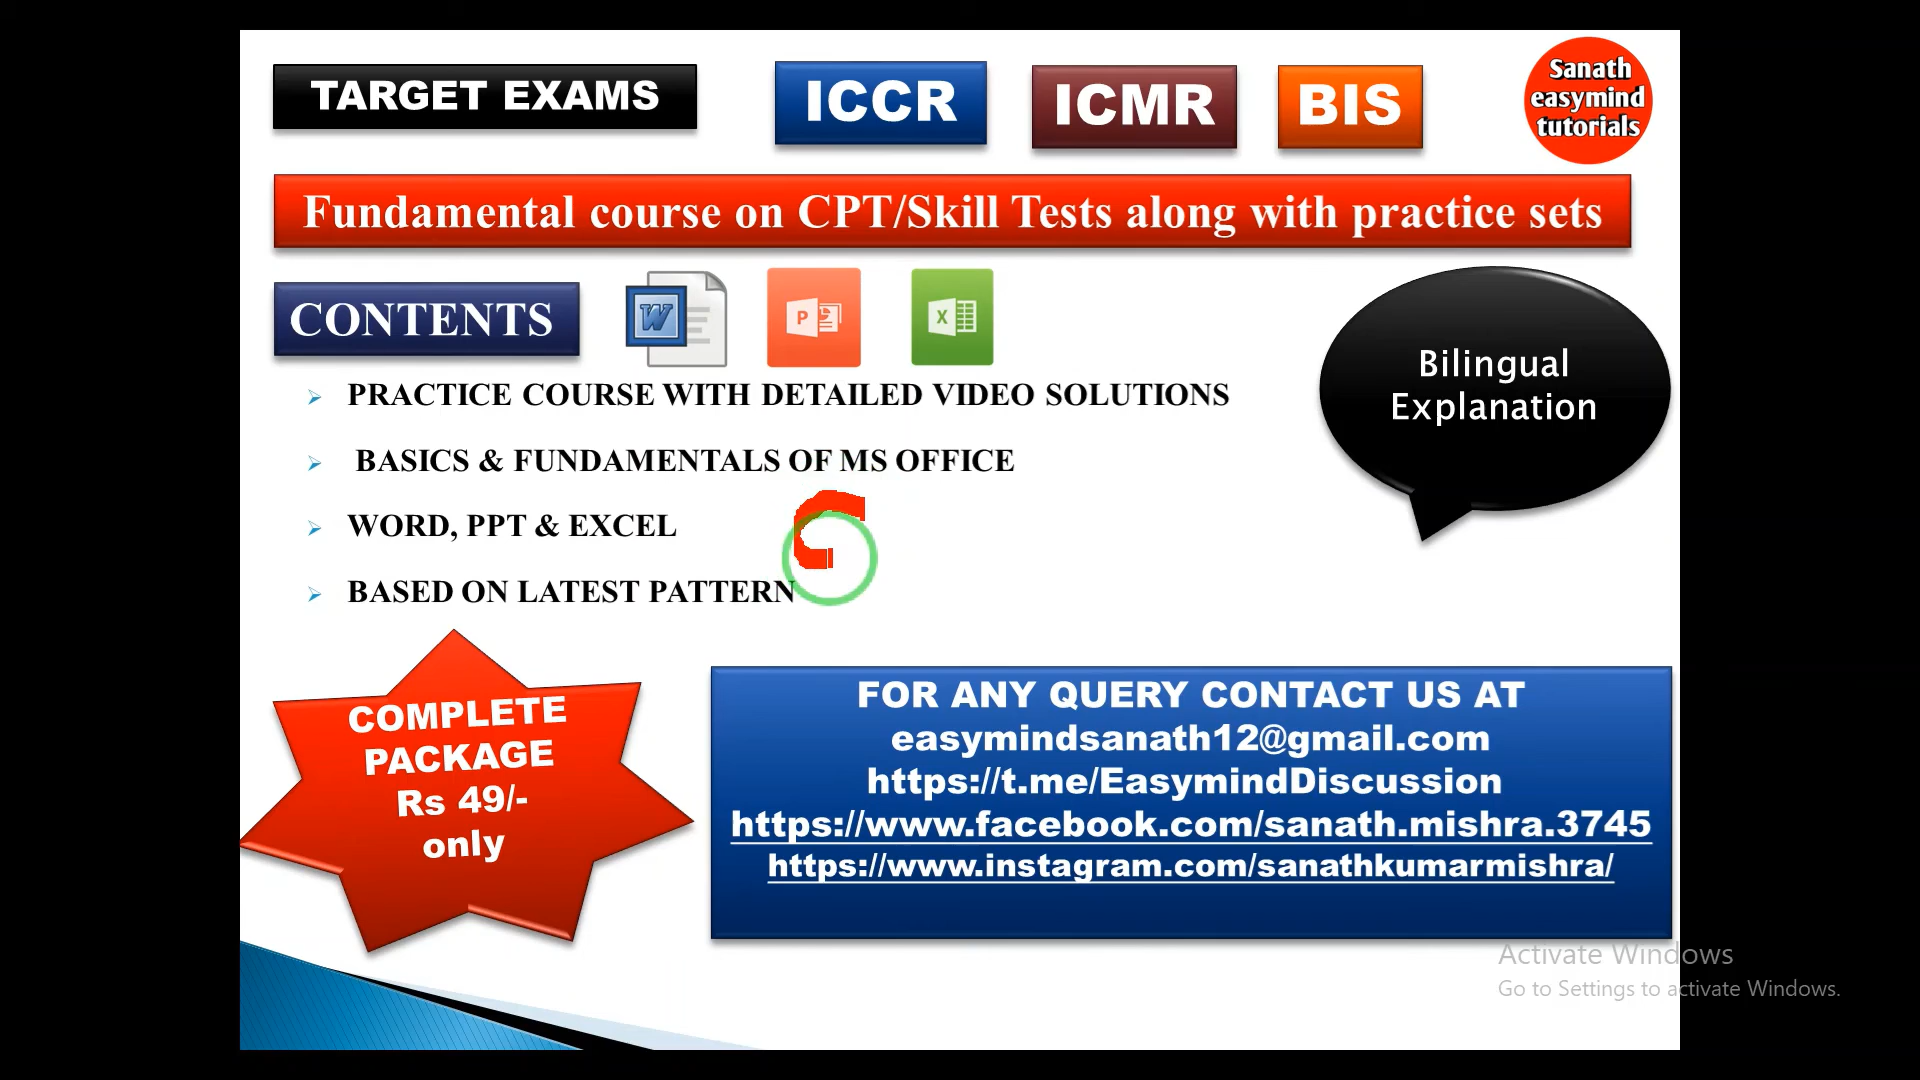 TARGET EXAMS
ICCR
ICMR
BIS
Sanath
easymind
tutorials
Fundamental course on CPT/Skill Tests along with practice sets
CONTENTS
W
P
X
PRACTICE COURSE WITH DETAILED VIDEO SOLUTIONS
BASICS & FUNDAMENTALS OF MS OFFICE
WORD, PPT & EXCEL
BASED ON LATEST PATTERN
Bilingual
Explanation
COMPLETE
PACKAGE
Rs 49/-
only
FOR ANY QUERY CONTACT US AT
easymindsanath12@gmail.com
https://t.me/EasymindDiscussion
https://www.facebook.com/sanath.mishra.3745
https://www.instagram.com/sanathkumarmishra/
Activate Windows
Go to Settings to activate Windows.